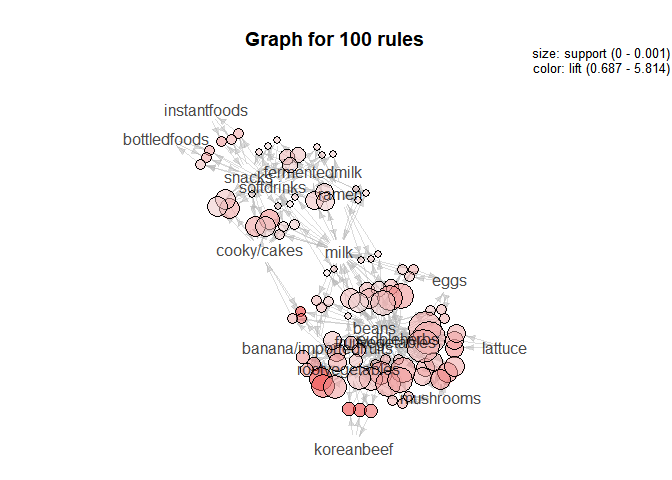 Graph for 100 rules
size: support (0 - 0.001)
color: lift (0.687 - 5.814)
instantfoods
bottledfoods
fermentedmilk
snacks
softdrinks
ramen
cooky/cakes
milk
eggs
beans
banana/importedfruits
lattuce
rootvegetables
mushrooms
koreanbeef